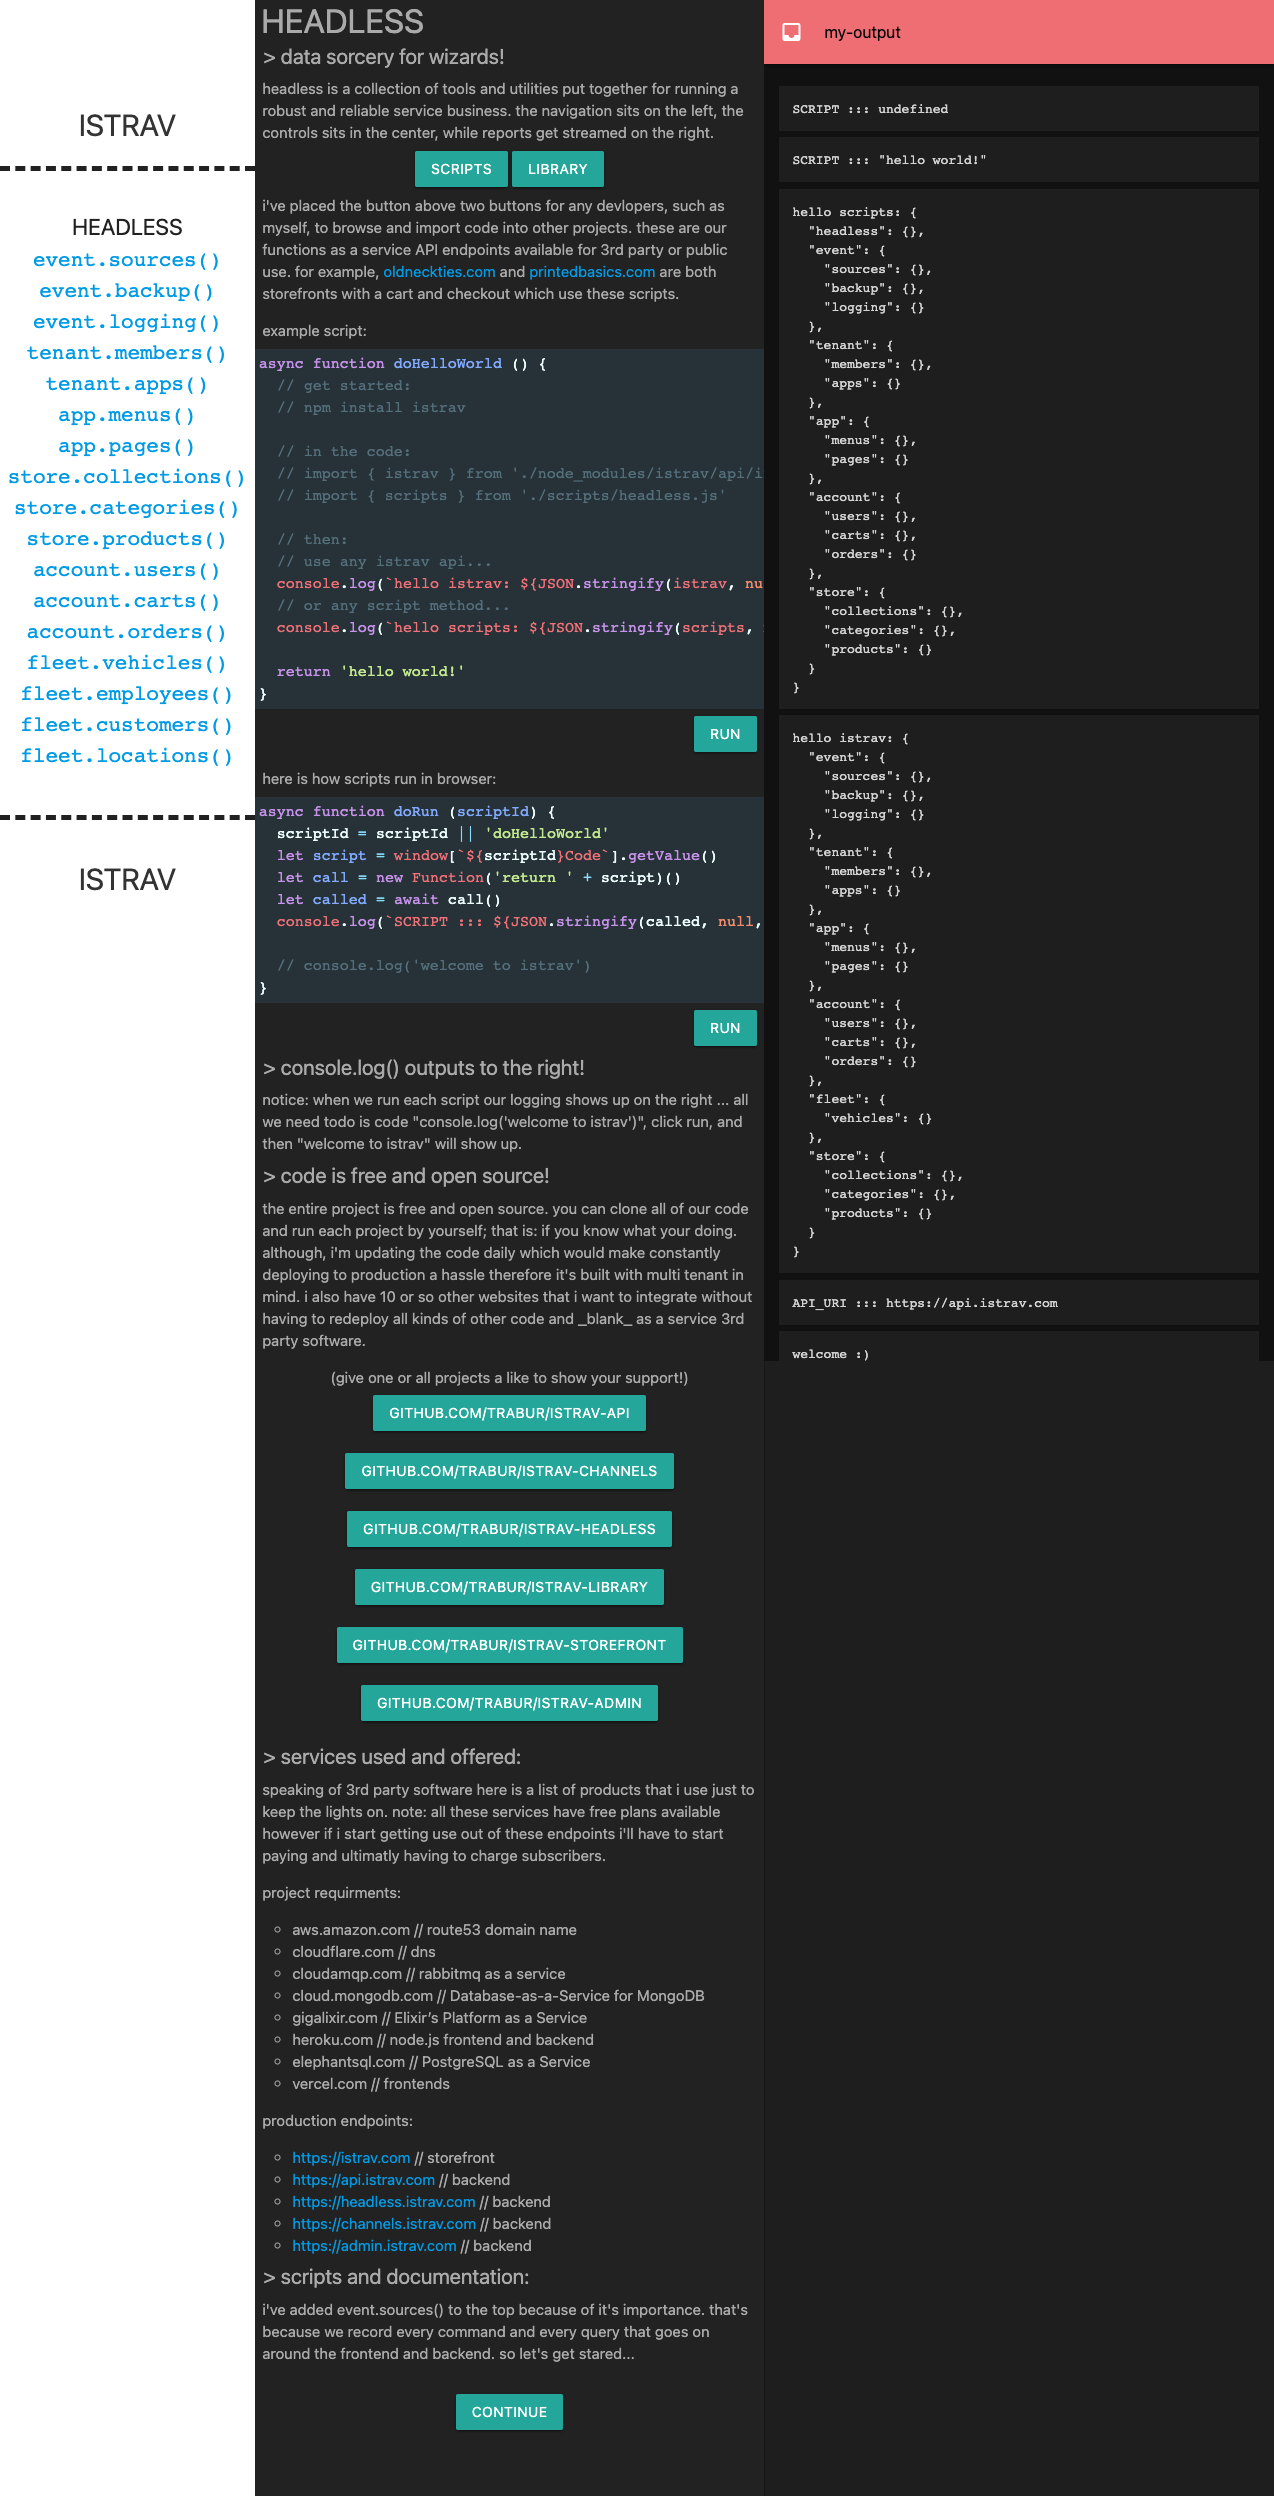 ISTRAV
HEADLESS
event.sources()
event.backup()
event.logging()
tenant.members()
tenant.apps()
app.menus()
app.pages()
store.collections()
store.categories()
store.products()
account.users()
account.carts()
account.orders()
fleet.vehicles()
fleet.employees()
fleet.customers()
fleet.locations()
ISTRAV
HEADLESS
> data sorcery for wizards!
headless is a collection of tools and utilities put together for running a
robust and reliable service business. the navigation sits on the left, the
controls sits in the center, while reports get streamed on the right.
SCRIPTS LIBRARY
i've placed the button above two buttons for any devlopers, such as
myself, to browse and import code into other projects. these are our
functions as a service API endpoints available for 3rd party or public
use. for example, oldneckties.com and printedbasics.com are both
storefronts with a cart and checkout which use these scripts.
example script:
async function doHelloWorld () {
// get started:
// npm install istrav
// in the code:
// import { istrav } from './node_modules/istrav/api/i
// import { scripts } from './scripts/headless.js'
// then:
// use any istrav api...
console.log(`hello istrav: ${JSON.stringify(istrav, nu
// or any script method...
console.log(`hello scripts: ${JSON.stringify(scripts,
return 'hello world!'
}
RUN
here is how scripts run in browser:
async function doRun (scriptId) {
scriptId = scriptId || 'doHelloWorld'
let script = window[`${scriptId}Code`].getValue()
let call = new Function('return ' + script)()
let called = await call()
console.log(`SCRIPT ::: ${JSON.stringify(called, null,
// console.log('welcome to istrav')
}
RUN
> console.log() outputs to the right!
notice: when we run each script our logging shows up on the right ... all
we need todo is code "console.log('welcome to istrav')", click run, and
then "welcome to istrav" will show up.
> code is free and open source!
the entire project is free and open source. you can clone all of our code
and run each project by yourself; that is: if you know what your doing.
although, i'm updating the code daily which would make constantly
deploying to production a hassle therefore it's built with multi tenant in
mind. i also have 10 or so other websites that i want to integrate without
having to redeploy all kinds of other code and _blank_ as a service 3rd
party software.
(give one or all projects a like to show your support!)
GITHUB.COM/TRABUR/ISTRAV-API
GITHUB.COM/TRABUR/ISTRAV-CHANNELS
GITHUB.COM/TRABUR/ISTRAV-HEADLESS
GITHUB.COM/TRABUR/ISTRAV-LIBRARY
GITHUB.COM/TRABUR/ISTRAV-STOREFRONT
GITHUB.COM/TRABUR/ISTRAV-ADMIN
> services used and offered:
speaking of 3rd party software here is a list of products that i use just to
keep the lights on. note: all these services have free plans available
however if i start getting use out of these endpoints i'll have to start
paying and ultimatly having to charge subscribers.
project requirments:
aws.amazon.com // route53 domain name
cloudflare.com // dns
cloudamqp.com // rabbitmq as a service
cloud.mongodb.com // Database-as-a-Service for MongoDB
gigalixir.com // Elixir’s Platform as a Service
heroku.com // node.js frontend and backend
elephantsql.com // PostgreSQL as a Service
vercel.com // frontends
production endpoints:
https://istrav.com // storefront
https://api.istrav.com // backend
https://headless.istrav.com // backend
https://channels.istrav.com // backend
https://admin.istrav.com // backend
> scripts and documentation:
i've added event.sources() to the top because of it's importance. that's
because we record every command and every query that goes on
around the frontend and backend. so let's get stared...
CONTINUE
my-output
SCRIPT ::: undefined
SCRIPT ::: "hello world!"
hello scripts: {
"headless": {},
"event": {
"sources": {},
"backup": {},
"logging": {}
},
"tenant": {
"members": {},
"apps": {}
},
"app": {
"menus": {},
"pages": {}
},
"account": {
"users": {},
"carts": {},
"orders": {}
},
"store": {
"collections": {},
"categories": {},
"products": {}
}
}
hello istrav: {
"event": {
"sources": {},
"backup": {},
"logging": {}
},
"tenant": {
"members": {},
"apps": {}
},
"app": {
"menus": {},
"pages": {}
},
"account": {
"users": {},
"carts": {},
"orders": {}
},
"fleet": {
"vehicles": {}
},
"store": {
"collections": {},
"categories": {},
"products": {}
}
}
API_URI ::: https://api.istrav.com
welcome :)